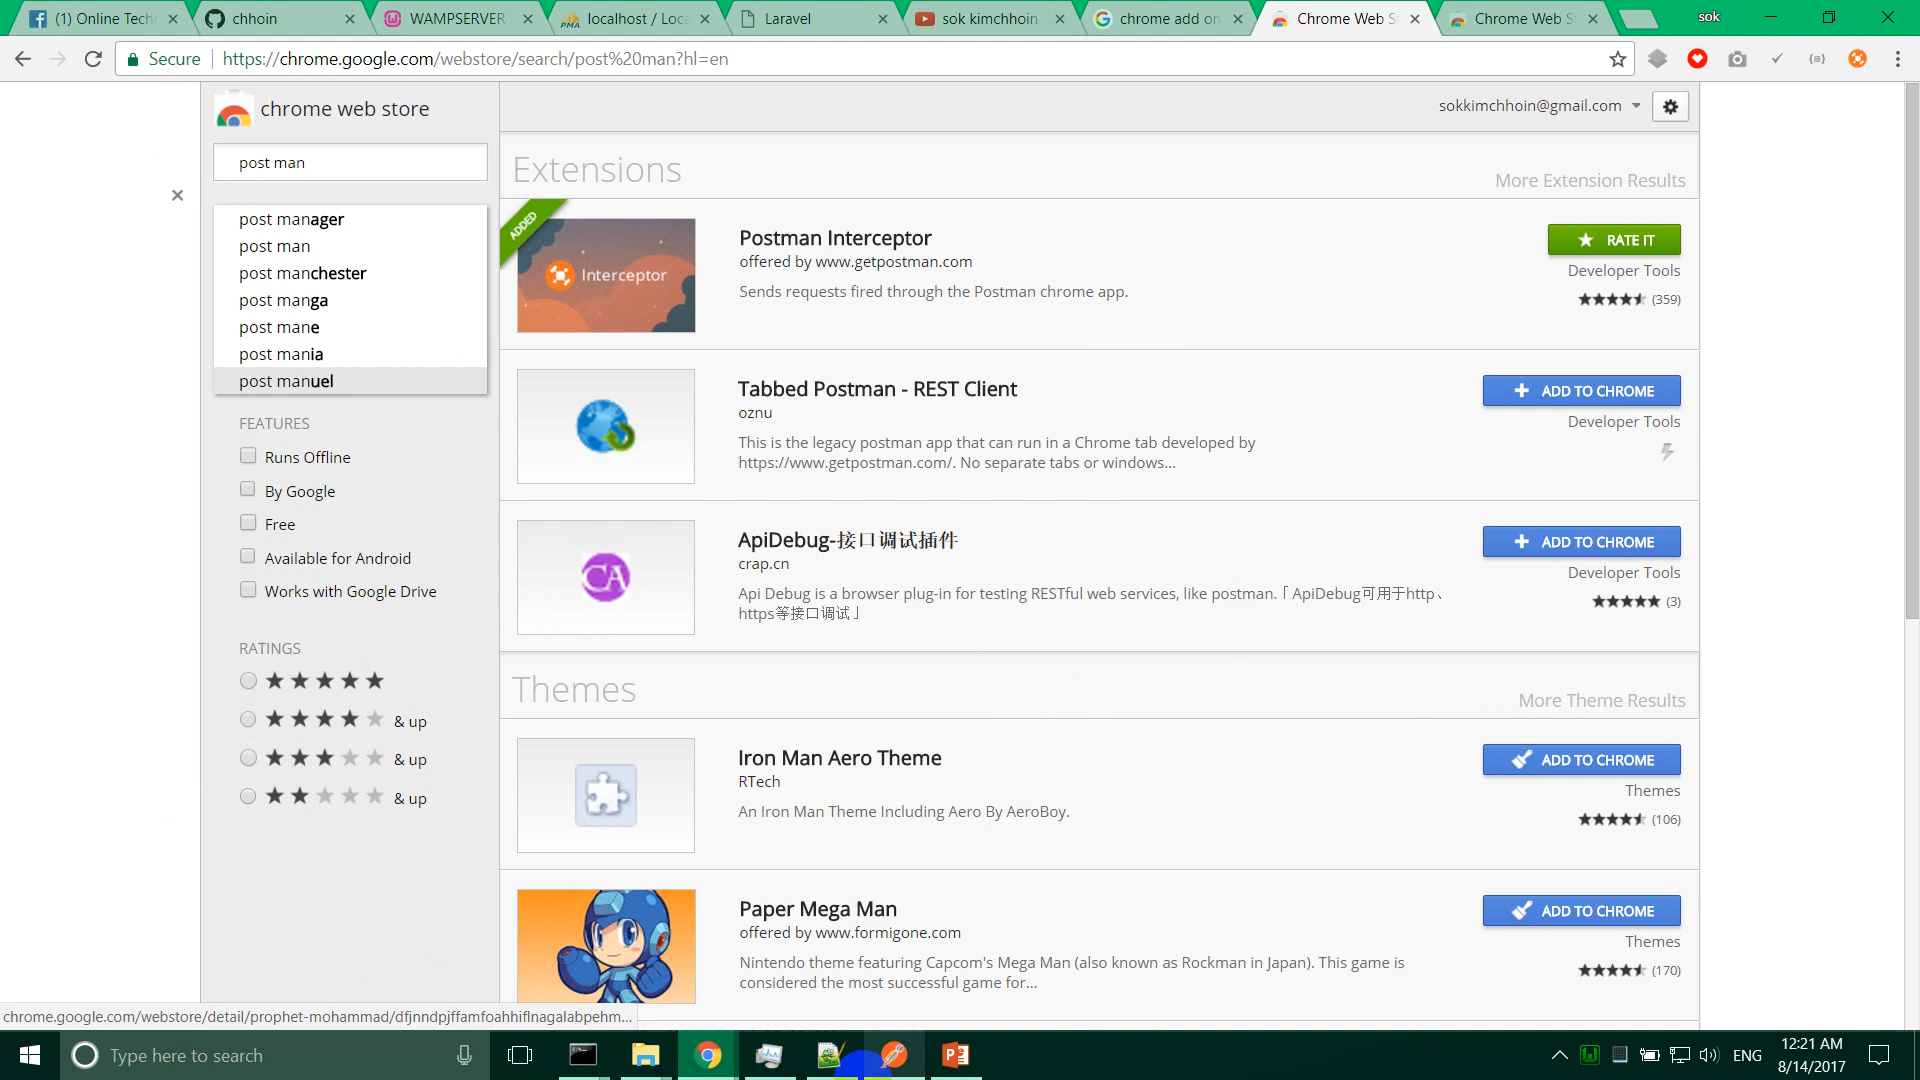 (1) Online Tech
chhoin
WAMPSERVER
localhost / Loca
Laravel
sok kimchhoin
chrome add on
Chrome Web S
Chrome Web S
sok
Secure
https://chrome.google.com/webstore/search/post%20man?hl=en
chrome web store
sokkimchhoin@gmail.com
post man
post manager
post man
post manchester
post manga
post mane
post mania
post manuel
FEATURES
Runs Offline
By Google
Free
Available for Android
Works with Google Drive
RATINGS
& up
& up
& up
Extensions
More Extension Results
ADDED
Interceptor
Postman Interceptor
offered by www.getpostman.com
Sends requests fired through the Postman chrome app.
RATE IT
Developer Tools
(359)
Tabbed Postman - REST Client
oznu
This is the legacy postman app that can run in a Chrome tab developed by
https://www.getpostman.com/. No separate tabs or windows...
ADD TO CHROME
Developer Tools
CA
ApiDebug-接口调试插件
crap.cn
Api Debug is a browser plug-in for testing RESTful web services, like postman.「ApiDebug可用于http、
https等接口调试」
ADD TO CHROME
Developer Tools
(3)
Themes
More Theme Results
Iron Man Aero Theme
RTech
An Iron Man Theme Including Aero By AeroBoy.
ADD TO CHROME
Themes
(106)
Paper Mega Man
offered by www.formigone.com
Nintendo theme featuring Capcom's Mega Man (also known as Rockman in Japan). This game is
considered the most successful game for...
ADD TO CHROME
Themes
(170)
chrome.google.com/webstore/detail/prophet-mohammad/dfjnndpjffamfoahhiflnagalabpehm...
Type here to search
ENG
12:21 AM
8/14/2017